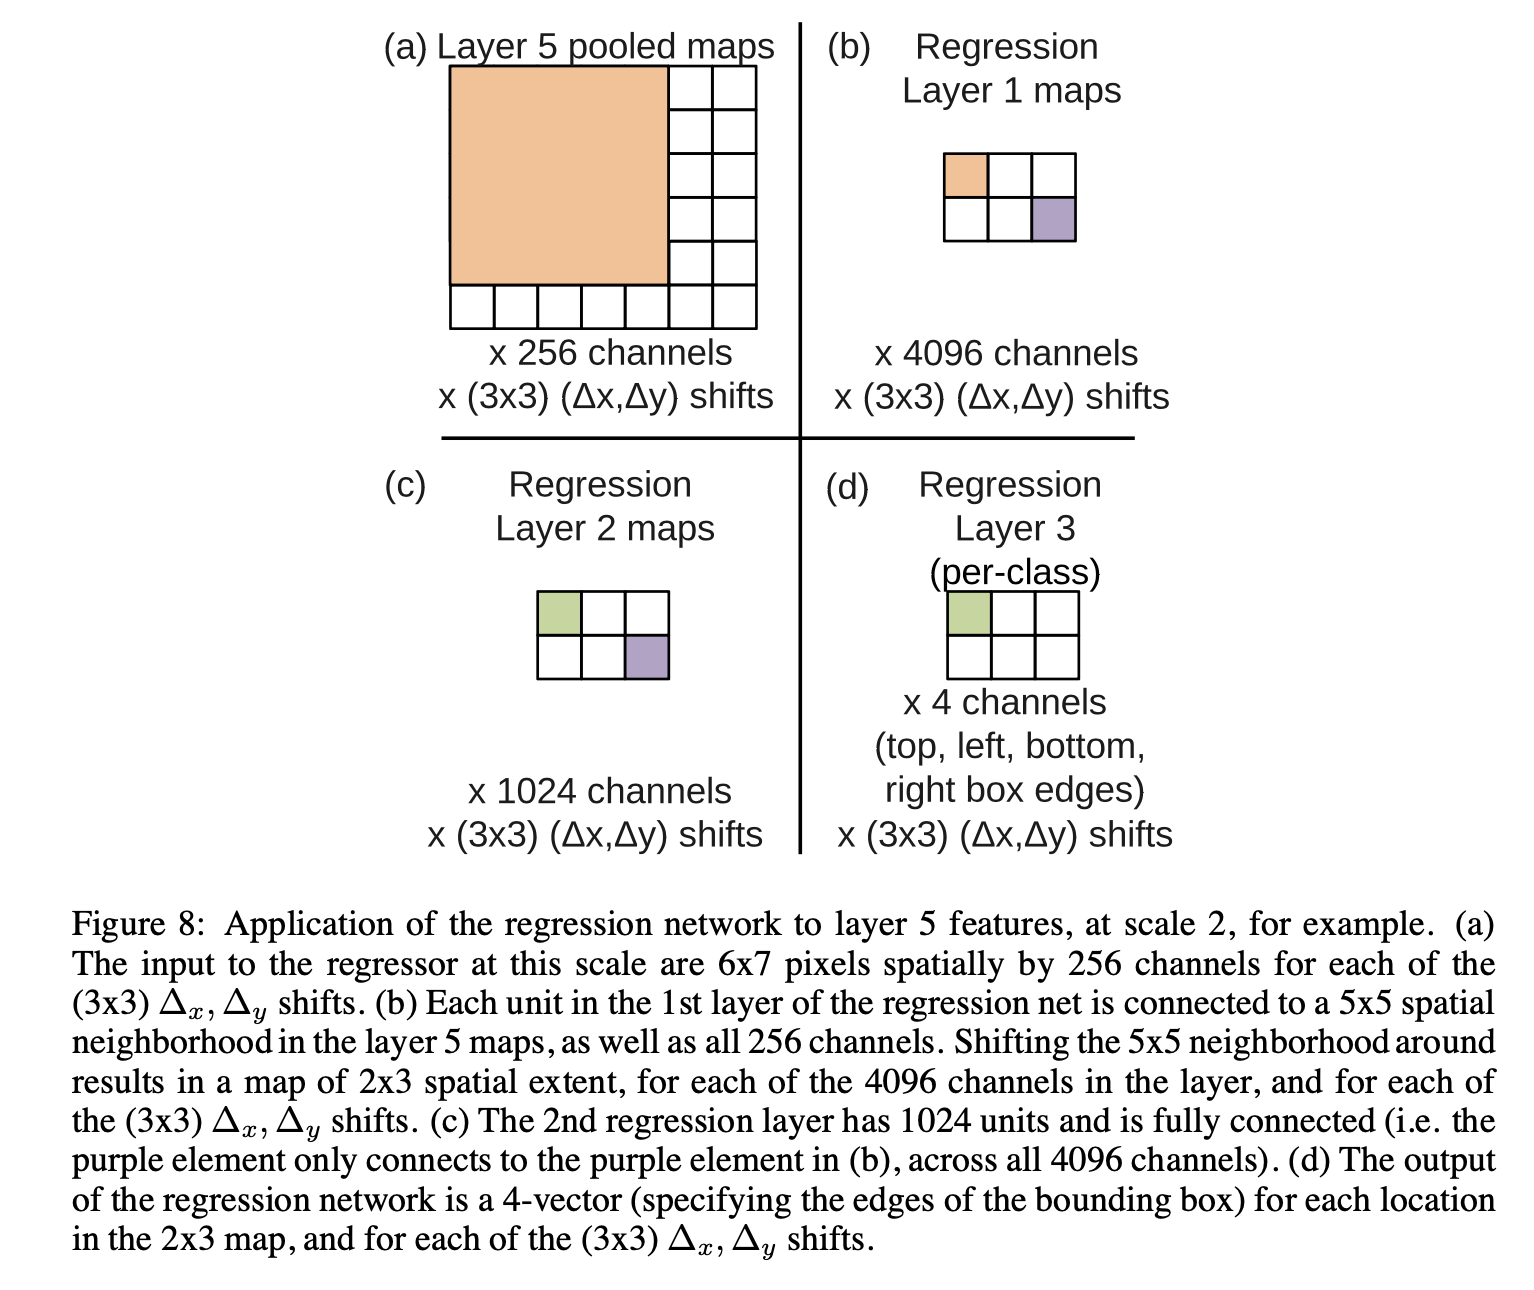 (a) Layer 5 pooled maps
x 256 channels
x (3x3) (Δx,Δy) shifts
(b) Regression
Layer 1 maps
x 4096 channels
x (3x3) (Δx,Δy) shifts
(c) Regression
Layer 2 maps
x 1024 channels
x (3x3) (Δx,Δy) shifts
(d) Regression
Layer 3
(per-class)
x 4 channels
(top, left, bottom,
right box edges)
x (3x3) (Δx,Δy) shifts
Figure 8: Application of the regression network to layer 5 features, at scale 2, for example. (a)
The input to the regressor at this scale are 6x7 pixels spatially by 256 channels for each of the
(3x3) Δx, Δy shifts. (b) Each unit in the 1st layer of the regression net is connected to a 5x5 spatial
neighborhood in the layer 5 maps, as well as all 256 channels. Shifting the 5x5 neighborhood around
results in a map of 2x3 spatial extent, for each of the 4096 channels in the layer, and for each of
the (3x3) Δx, Δy shifts. (c) The 2nd regression layer has 1024 units and is fully connected (i.e. the
purple element only connects to the purple element in (b), across all 4096 channels). (d) The output
of the regression network is a 4-vector (specifying the edges of the bounding box) for each location
in the 2x3 map, and for each of the (3x3) Δx, Δy shifts.